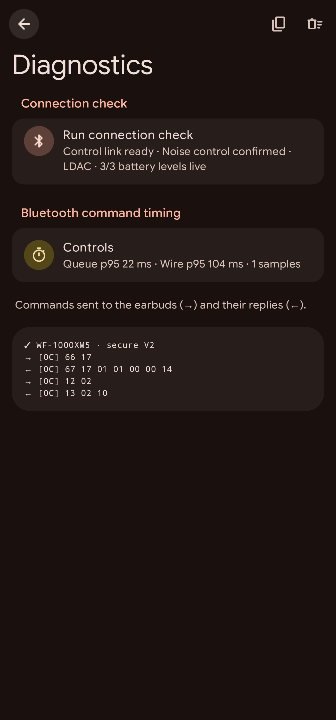 Diagnostics
Connection check
Run connection check
Control link ready · Noise control confirmed ·
LDAC · 3/3 battery levels live
Bluetooth command timing
Controls
Queue p95 22 ms · Wire p95 104 ms · 1 samples
Commands sent to the earbuds (→) and their replies (←).
✓ WF-1000XM5 · secure V2
→ [0C] 66 17
← [0C] 67 17 01 01 00 00 14
→ [0C] 12 02
← [0C] 13 02 10